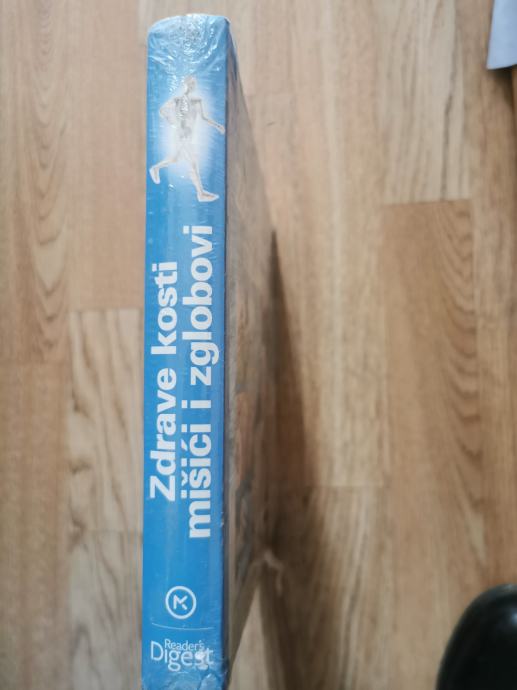 Zdrave kosti
mišići i zglobovi
Reader's
Digest